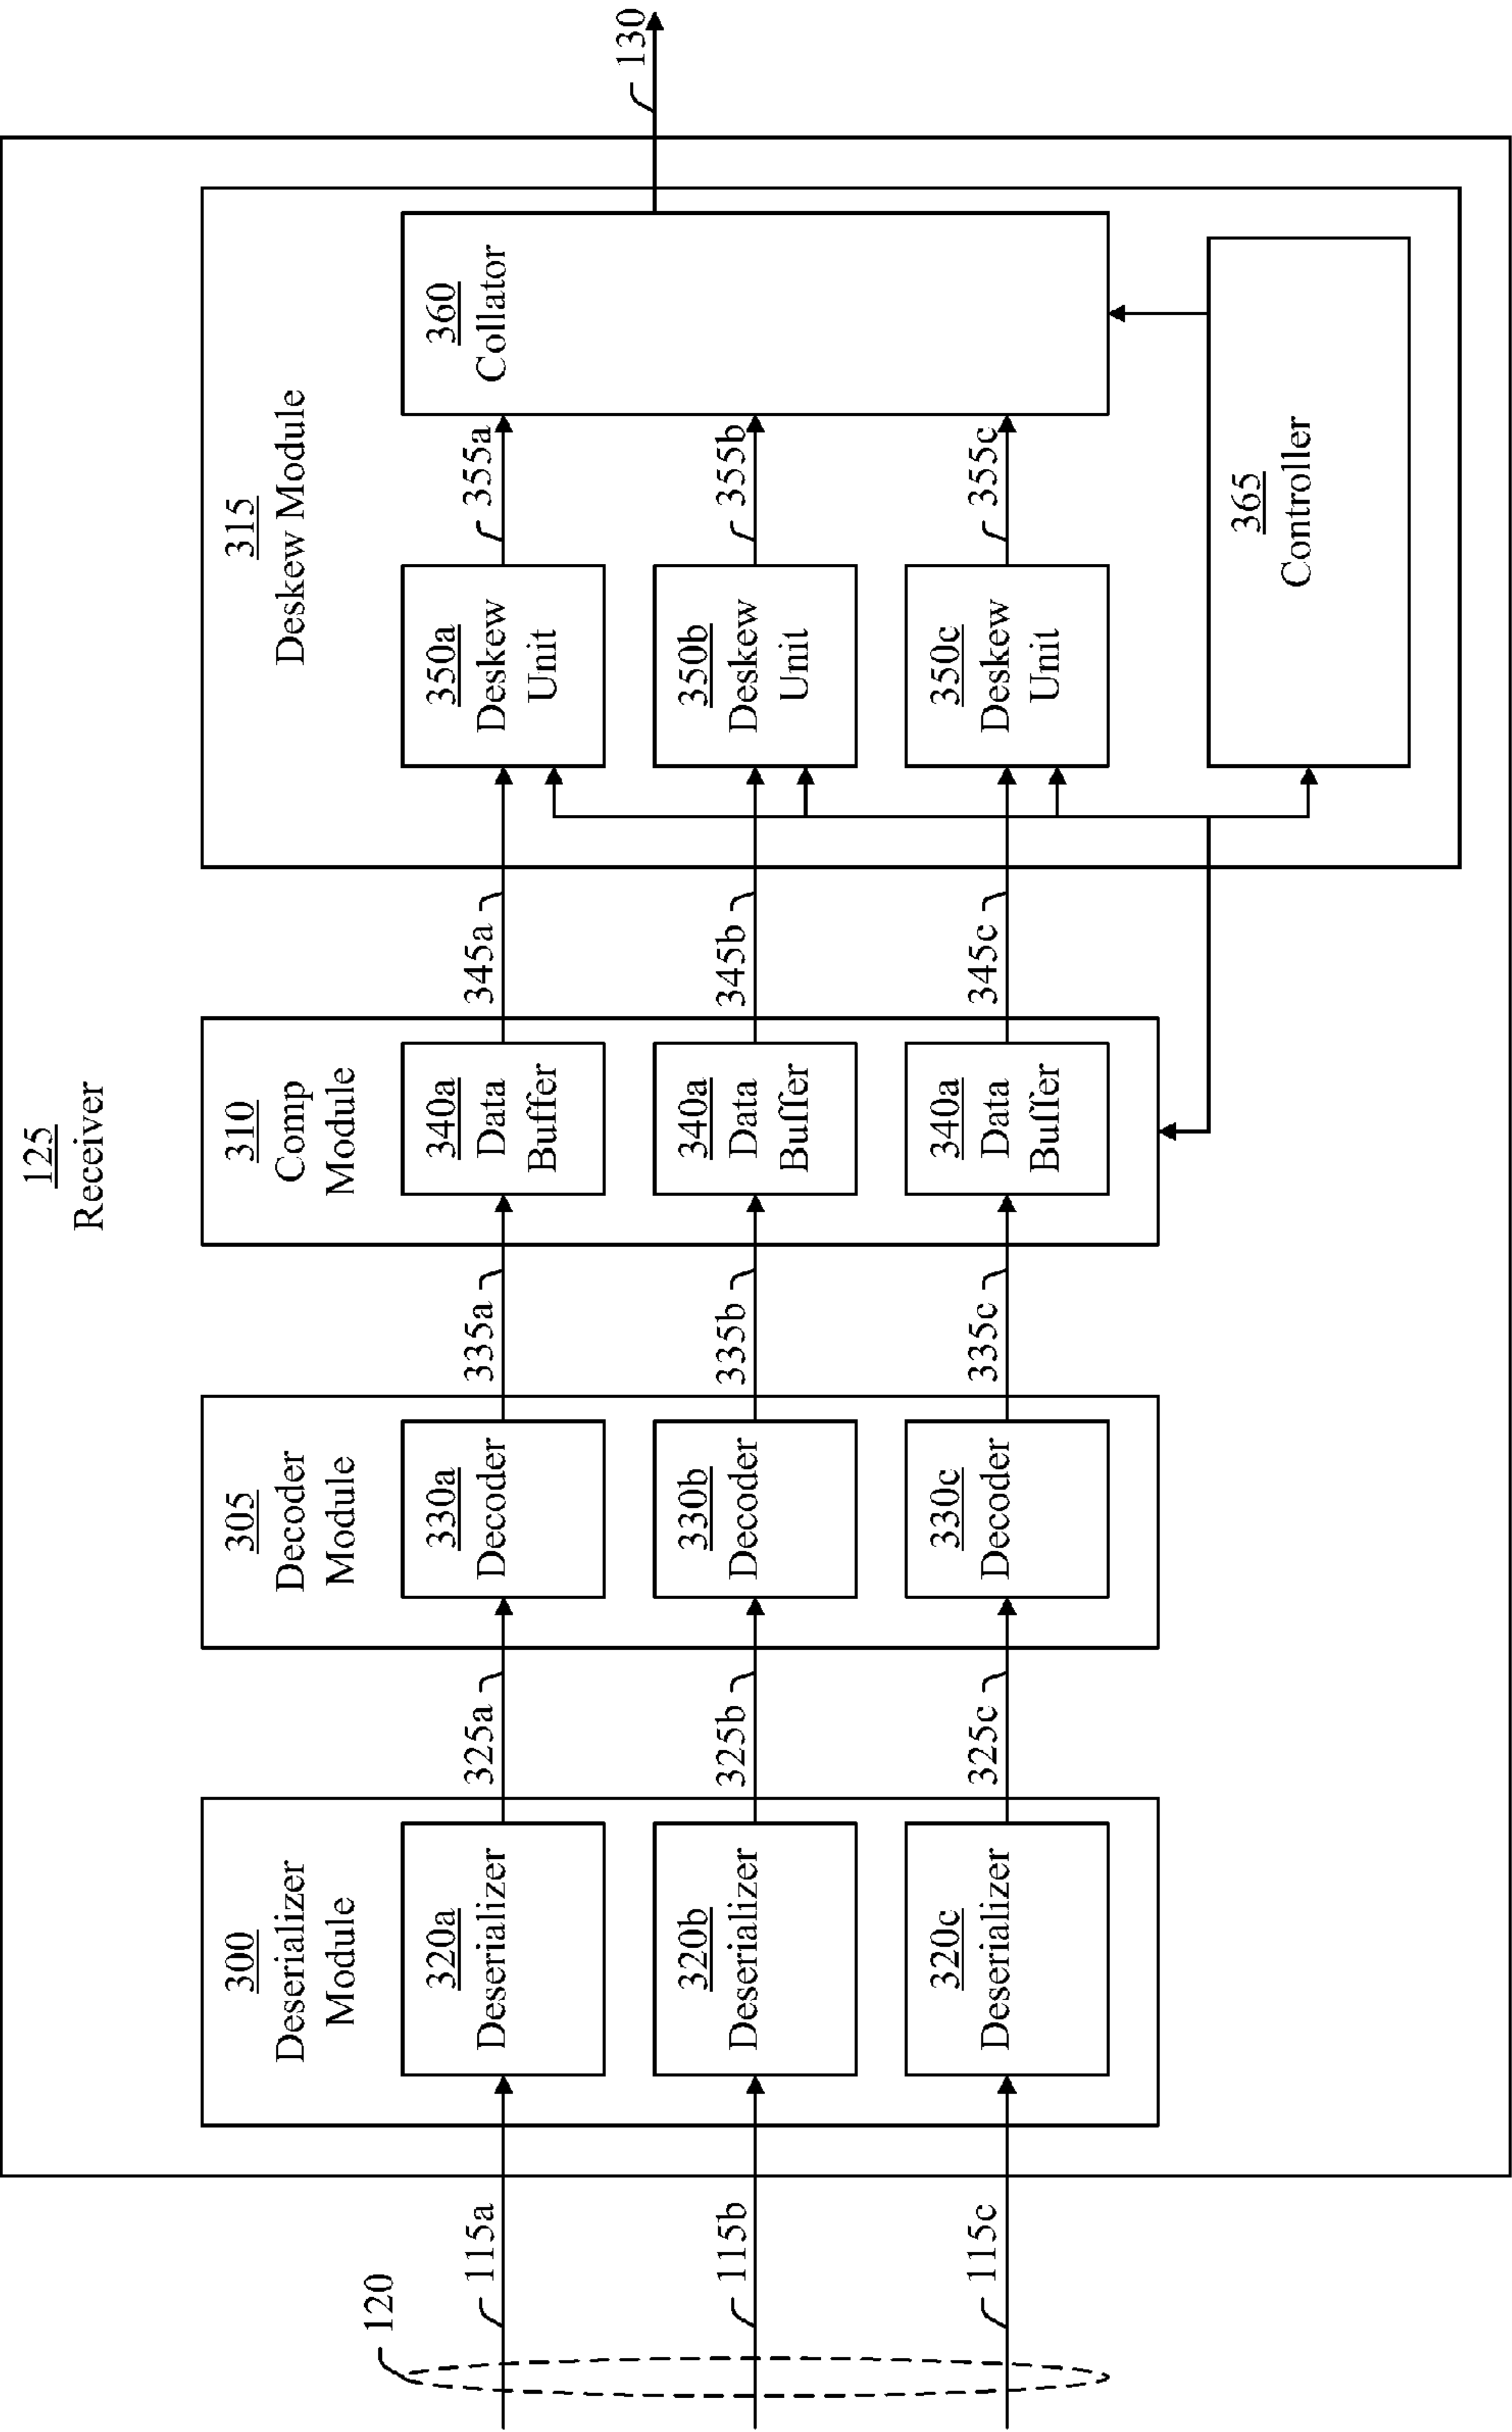 125
Receiver
120
115a
115b
115c
300
Deserializer
Module
320a
Deserializer
320b
Deserializer
320c
Deserializer
325a
325b
325c
305
Decoder
Module
330a
Decoder
330b
Decoder
330c
Decoder
335a
335b
335c
310
Comp
Module
340a
Data
Buffer
340a
Data
Buffer
340a
Data
Buffer
345a
345b
345c
315
Deskew Module
350a
Deskew
Unit
350b
Deskew
Unit
350c
Deskew
Unit
355a
355b
355c
360
Collator
365
Controller
130